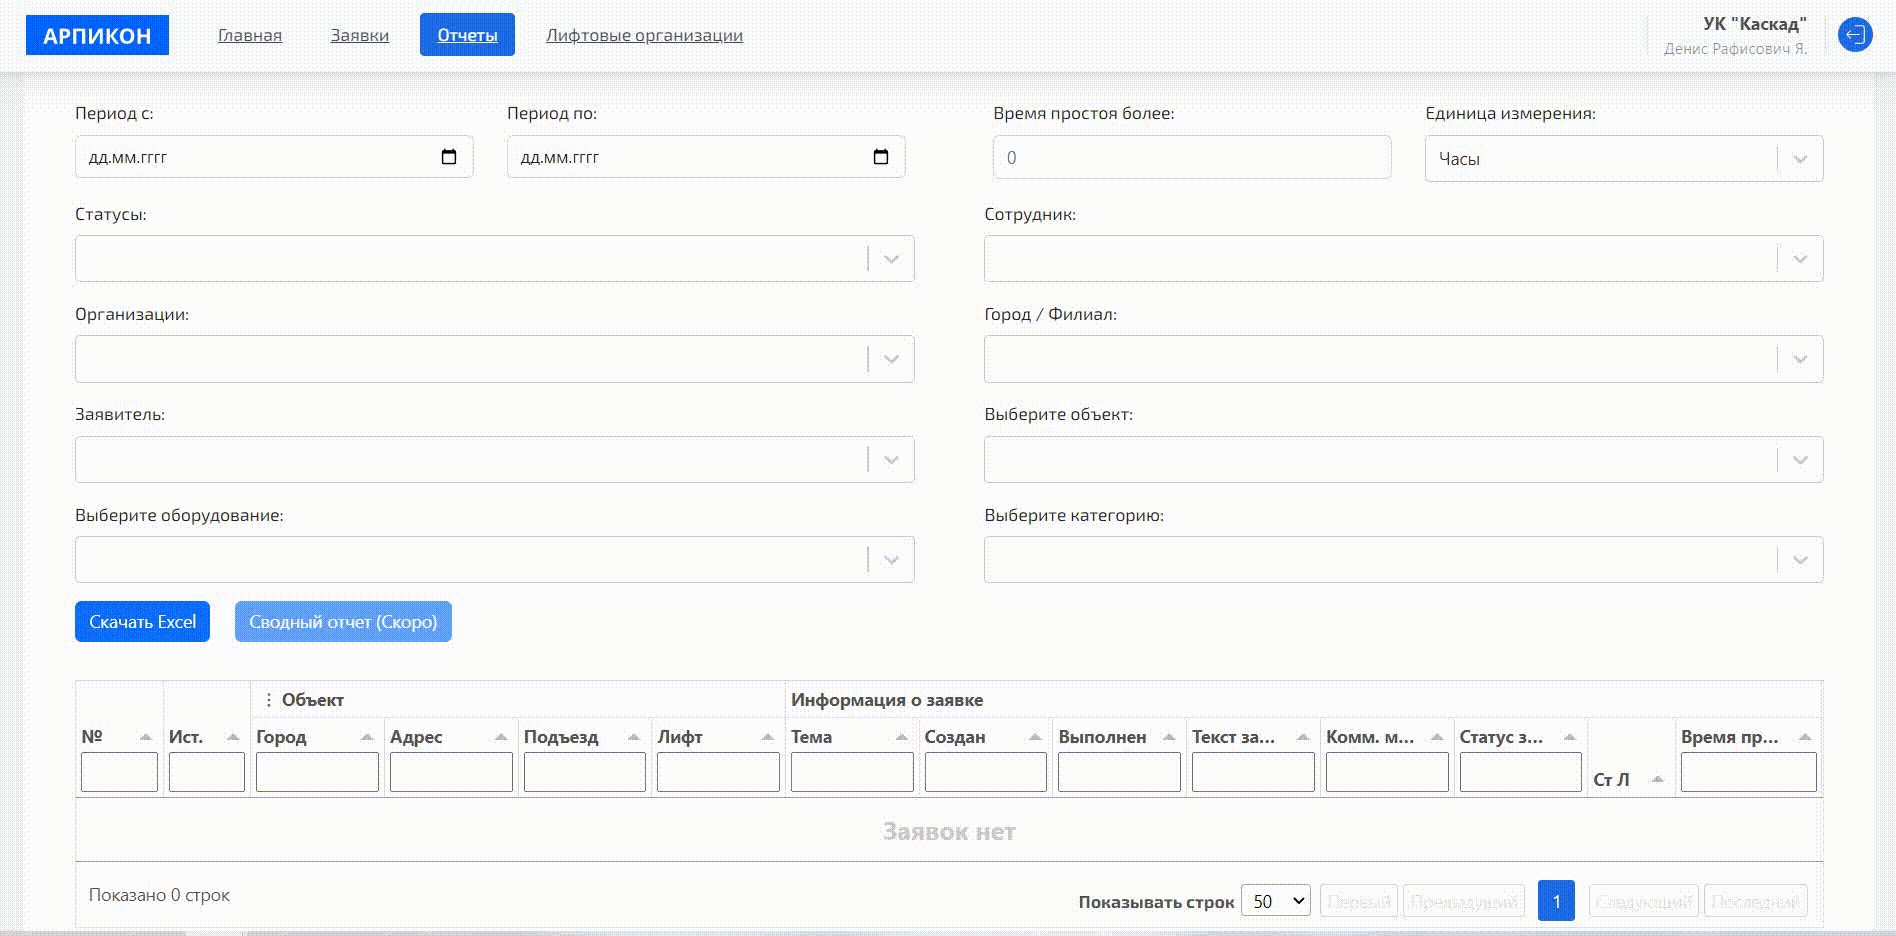 АРПИКОН Главная Заявки Отчеты Лифтовые организации УК "Каскад"
Денис Рафисович Я.
Период с: Период по: Время простоя более: Единица измерения:
дд.мм.гггг дд.мм.гггг 0 Часы
Статусы: Сотрудник:
Организации: Город / Филиал:
Заявитель: Выберите объект:
Выберите оборудование: Выберите категорию:
Скачать Excel Сводный отчет (Скоро)
⋮ Объект Информация о заявке
№ Ист. Город Адрес Подъезд Лифт Тема Создан Выполнен Текст за... Комм. м... Статус з... Ст Л Время пр...
Заявок нет
Показано 0 строк Показывать строк 50 Первый Предыдущий 1 Следующий Последний